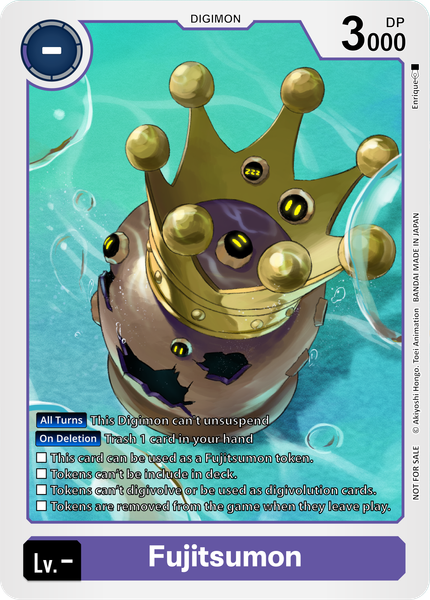 DIGIMON
–
DP
3000
Enrique
zzz
All Turns This Digimon can't unsuspend
On Deletion Trash 1 card in your hand
This card can be used as a Fujitsumon token.
Tokens can't be include in deck.
Tokens can't digivolve or be used as digivolution cards.
Tokens are removed from the game when they leave play.
NOT FOR SALE © Akiyoshi Hongo, Toei Animation BANDAI MADE IN JAPAN
Lv.–
Fujitsumon